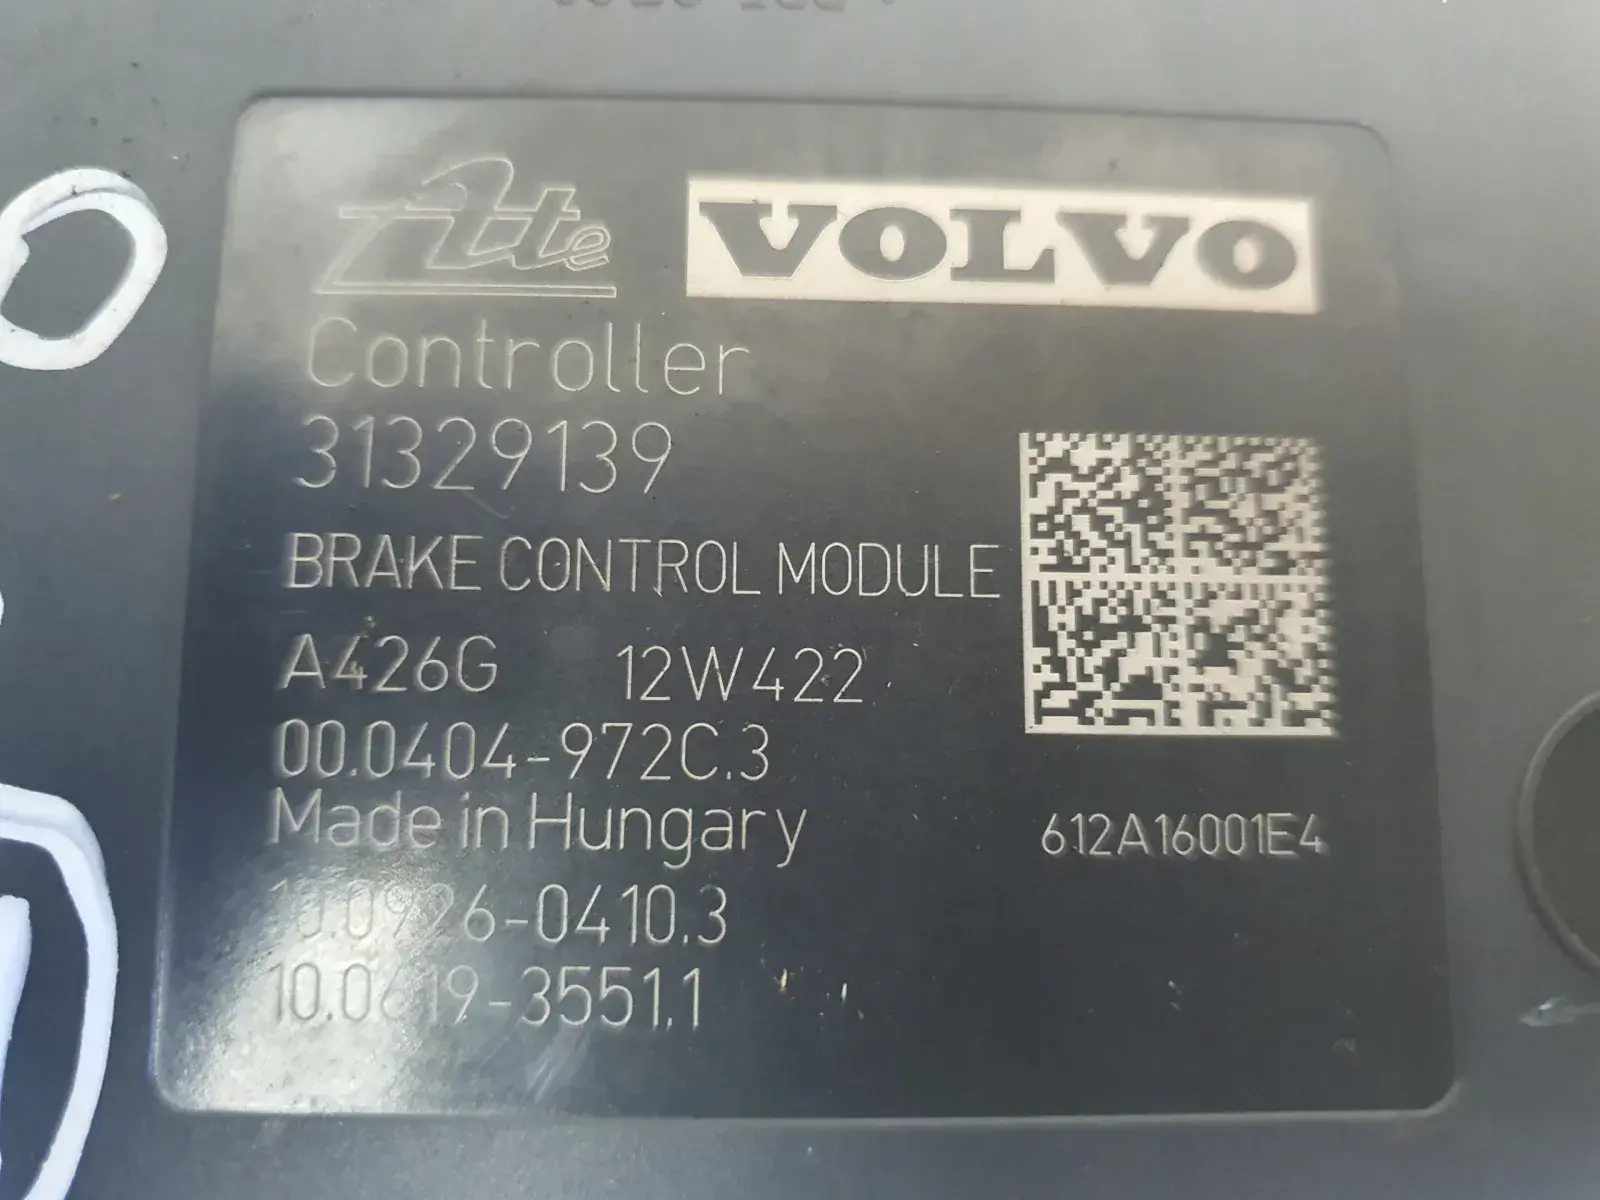 Ate VOLVO
Controller
31329139
BRAKE CONTROL MODULE
A426G 12W422
00.0404-972C.3
Made in Hungary
612A16001E4
10.0926-0410.3
10.0619-3551.1